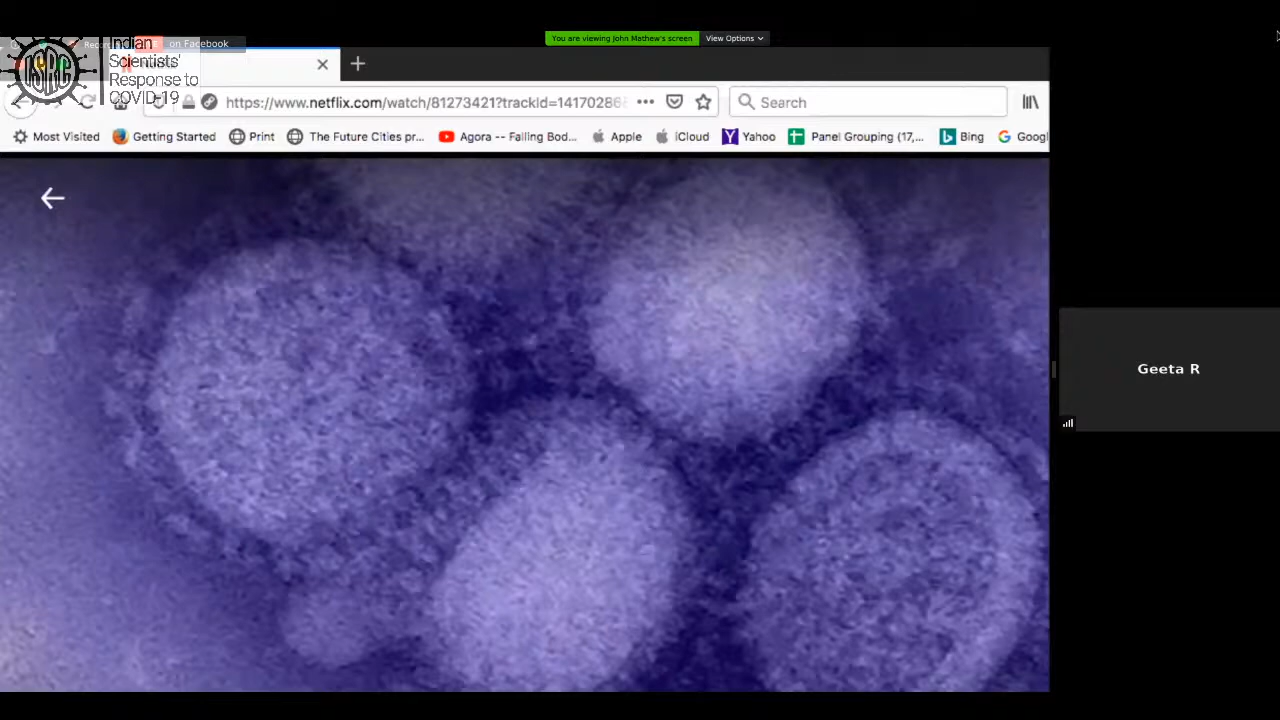 You are viewing John Mathew's screen
View Options
on Facebook
Indian
Scientists'
Response to
COVID-19
ISRC
https://www.netflix.com/watch/81273421?trackId=14170286
Search
Most Visited
Getting Started
Print
The Future Cities pr...
Agora -- Falling Bod...
Apple
iCloud
Yahoo
Panel Grouping (17,...
Bing
Googl
Geeta R